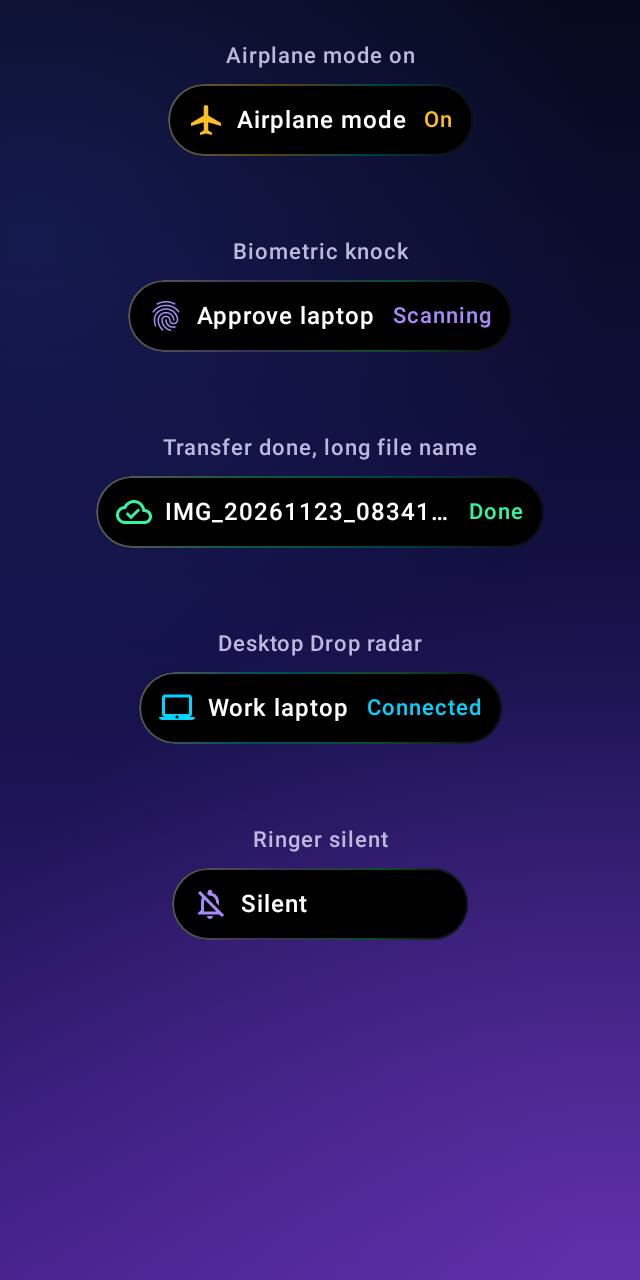 Airplane mode on
Airplane mode On
Biometric knock
Approve laptop Scanning
Transfer done, long file name
IMG_20261123_08341… Done
Desktop Drop radar
Work laptop Connected
Ringer silent
Silent